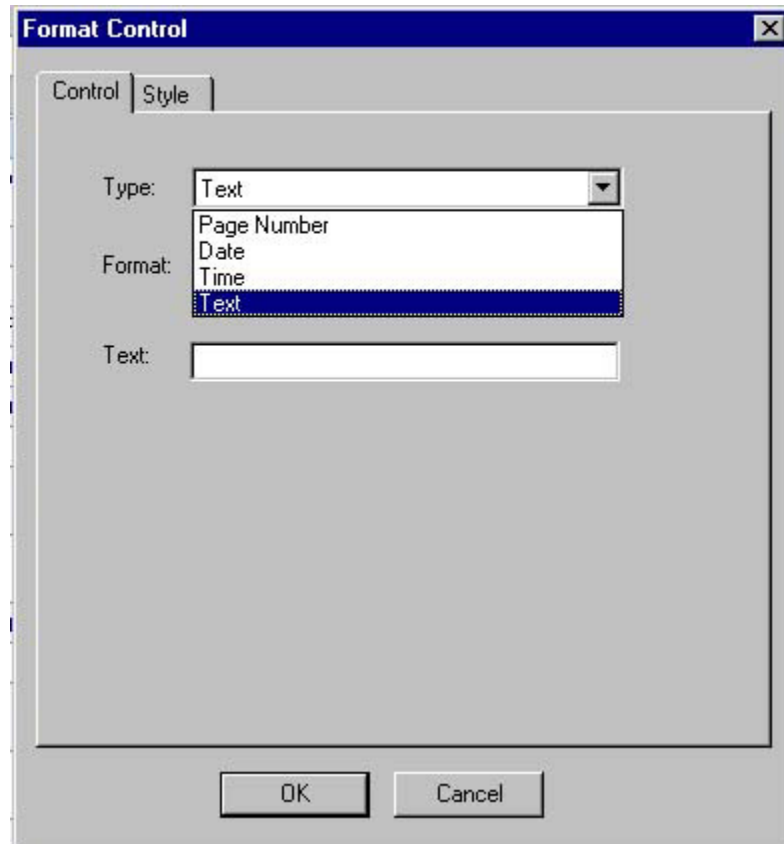 Format Control
Control Style
Type: Text
Page Number
Date
Format:
Time
Text
Text:
OK Cancel